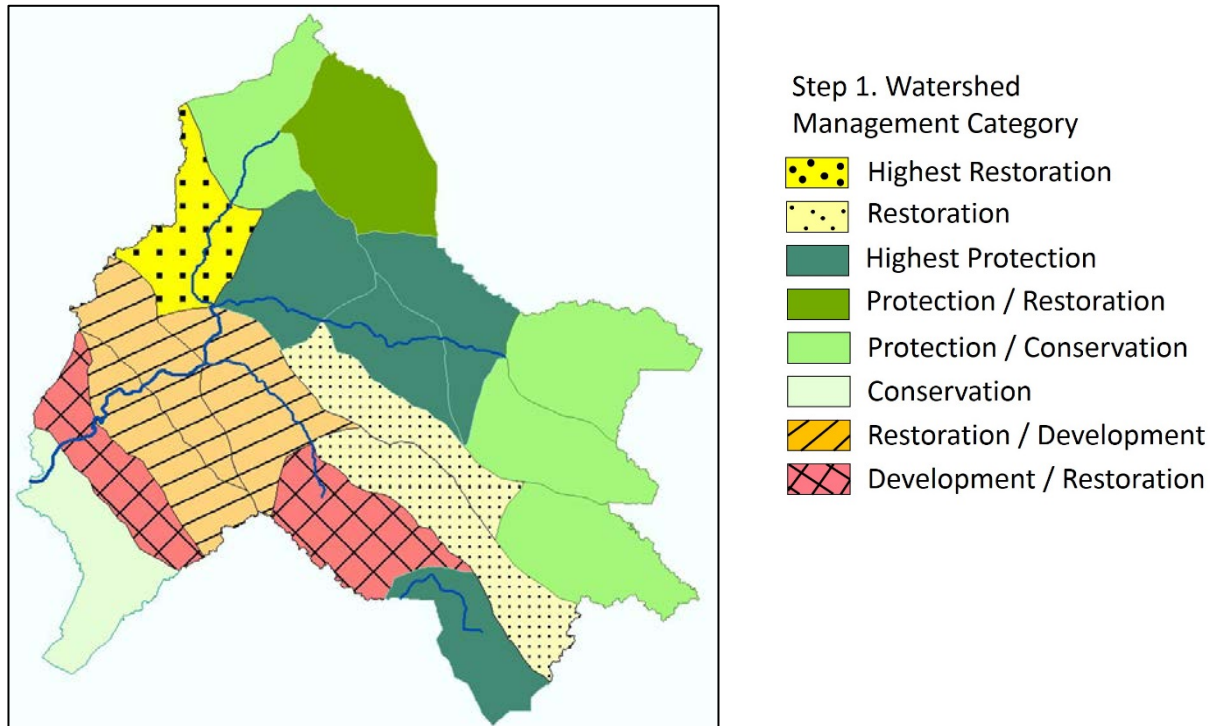 Step 1. Watershed
Management Category
Highest Restoration
Restoration
Highest Protection
Protection / Restoration
Protection / Conservation
Conservation
Restoration / Development
Development / Restoration